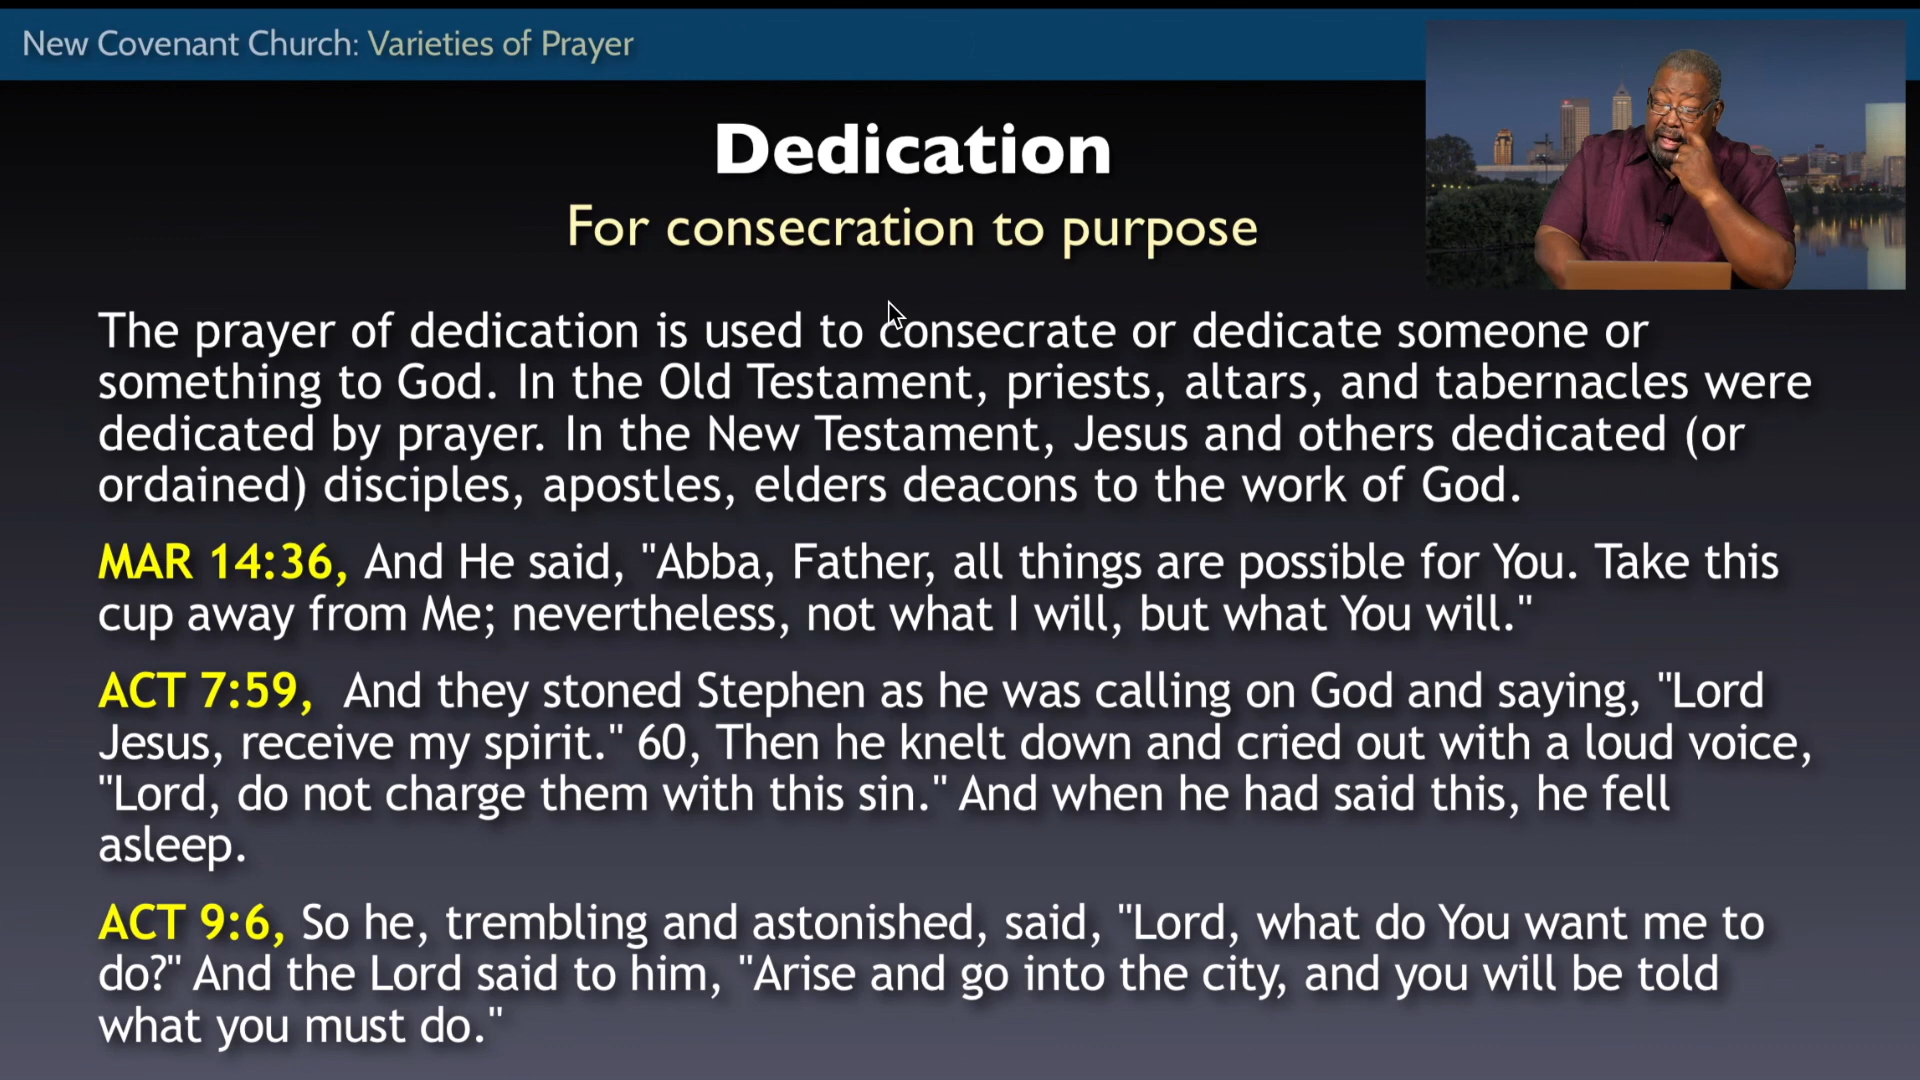 New Covenant Church: Varieties of Prayer
Dedication
For consecration to purpose
The prayer of dedication is used to consecrate or dedicate someone or
something to God. In the Old Testament, priests, altars, and tabernacles were
dedicated by prayer. In the New Testament, Jesus and others dedicated (or
ordained) disciples, apostles, elders deacons to the work of God.
MAR 14:36, And He said, "Abba, Father, all things are possible for You. Take this
cup away from Me; nevertheless, not what I will, but what You will."
ACT 7:59, And they stoned Stephen as he was calling on God and saying, "Lord
Jesus, receive my spirit." 60, Then he knelt down and cried out with a loud voice,
"Lord, do not charge them with this sin." And when he had said this, he fell
asleep.
ACT 9:6, So he, trembling and astonished, said, "Lord, what do You want me to
do?" And the Lord said to him, "Arise and go into the city, and you will be told
what you must do."